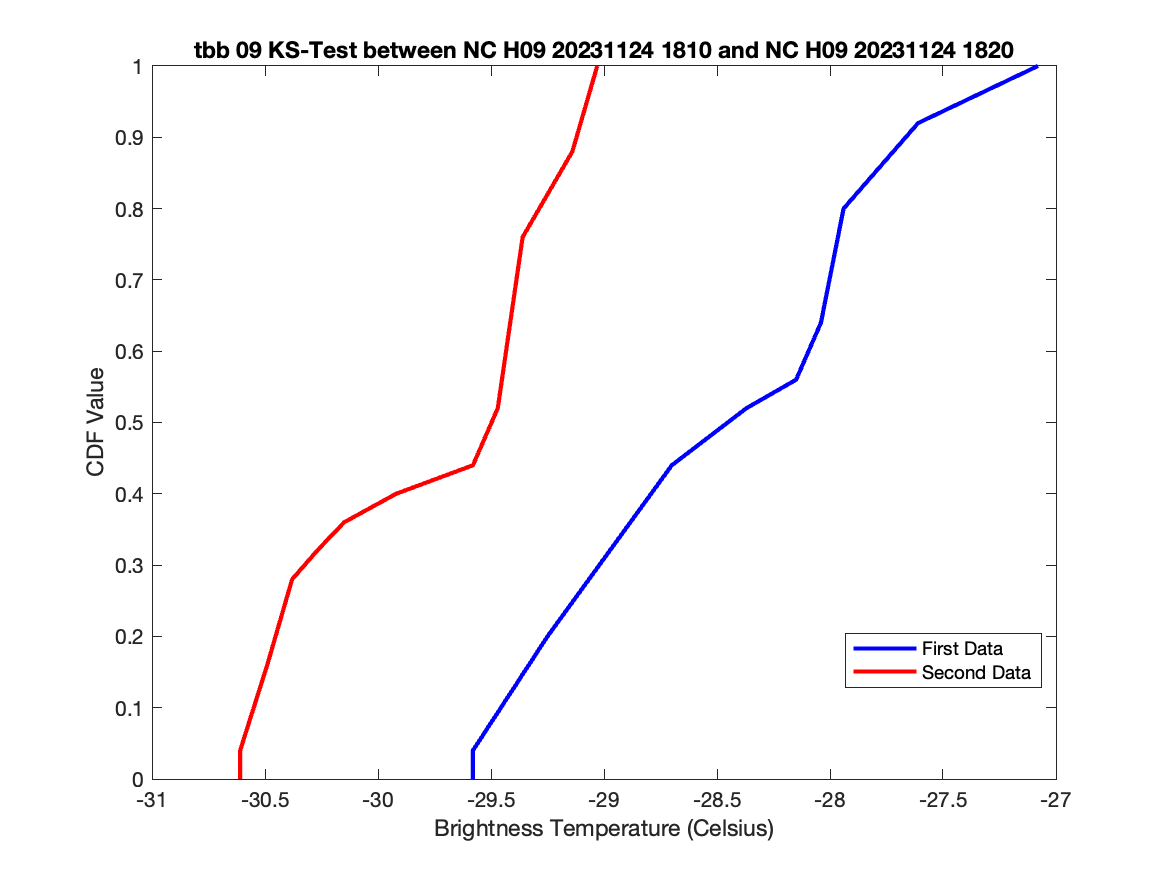 tbb 09 KS-Test between NC H09 20231124 1810 and NC H09 20231124 1820
1
0.9
0.8
0.7
0.6
0.5
0.4
0.3
0.2
0.1
0
CDF Value
First Data
Second Data
-31 -30.5 -30 -29.5 -29 -28.5 -28 -27.5 -27
Brightness Temperature (Celsius)